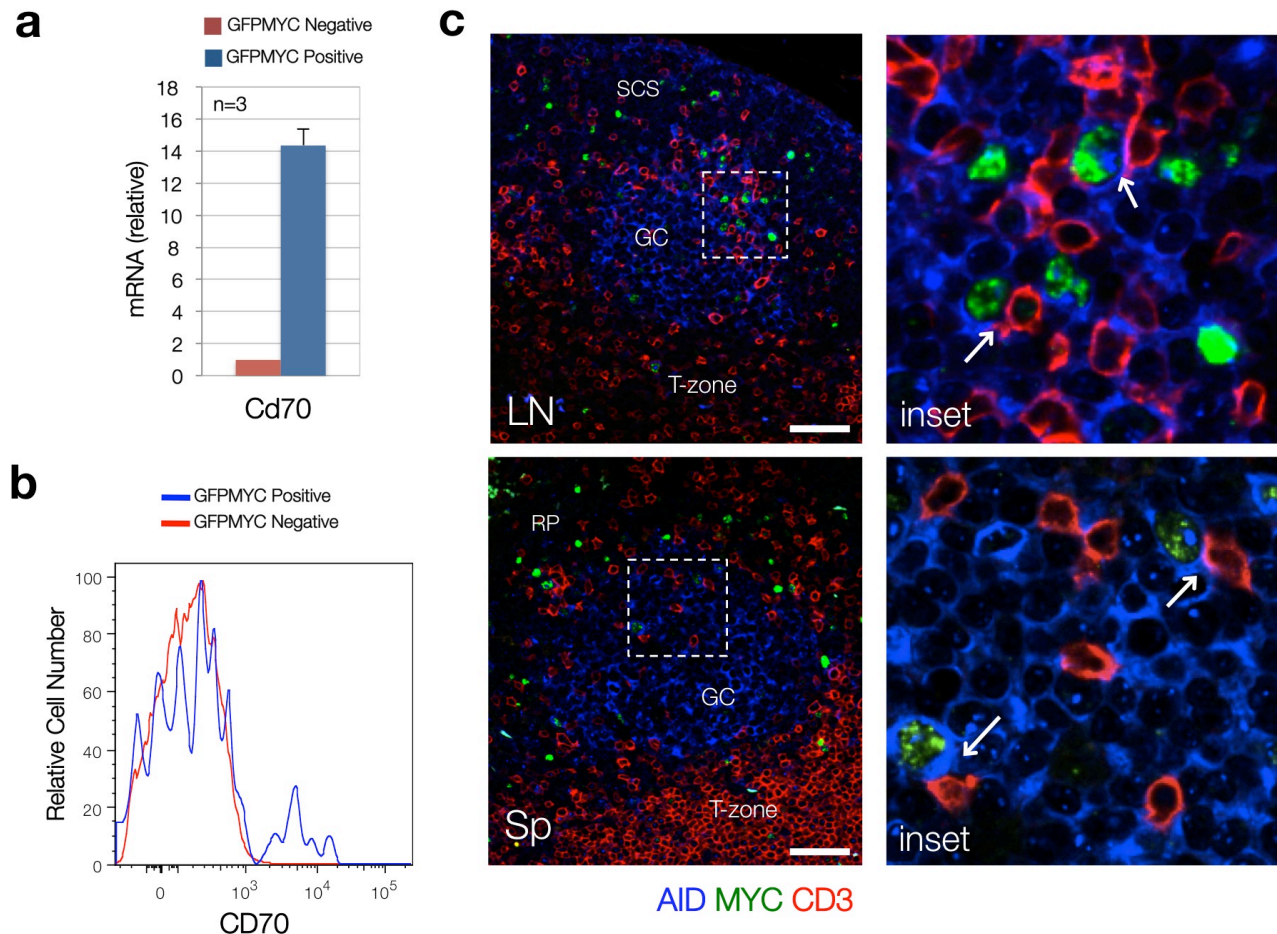 a
GFPMYC Negative
GFPMYC Positive
18
16
14
12
10
8
6
4
2
0
n=3
mRNA (relative)
Cd70
b
GFPMYC Positive
GFPMYC Negative
100
80
60
40
20
0
Relative Cell Number
0 10³ 10⁴ 10⁵
CD70
c
SCS
GC
T-zone
LN
inset
RP
GC
T-zone
Sp
inset
AID MYC CD3